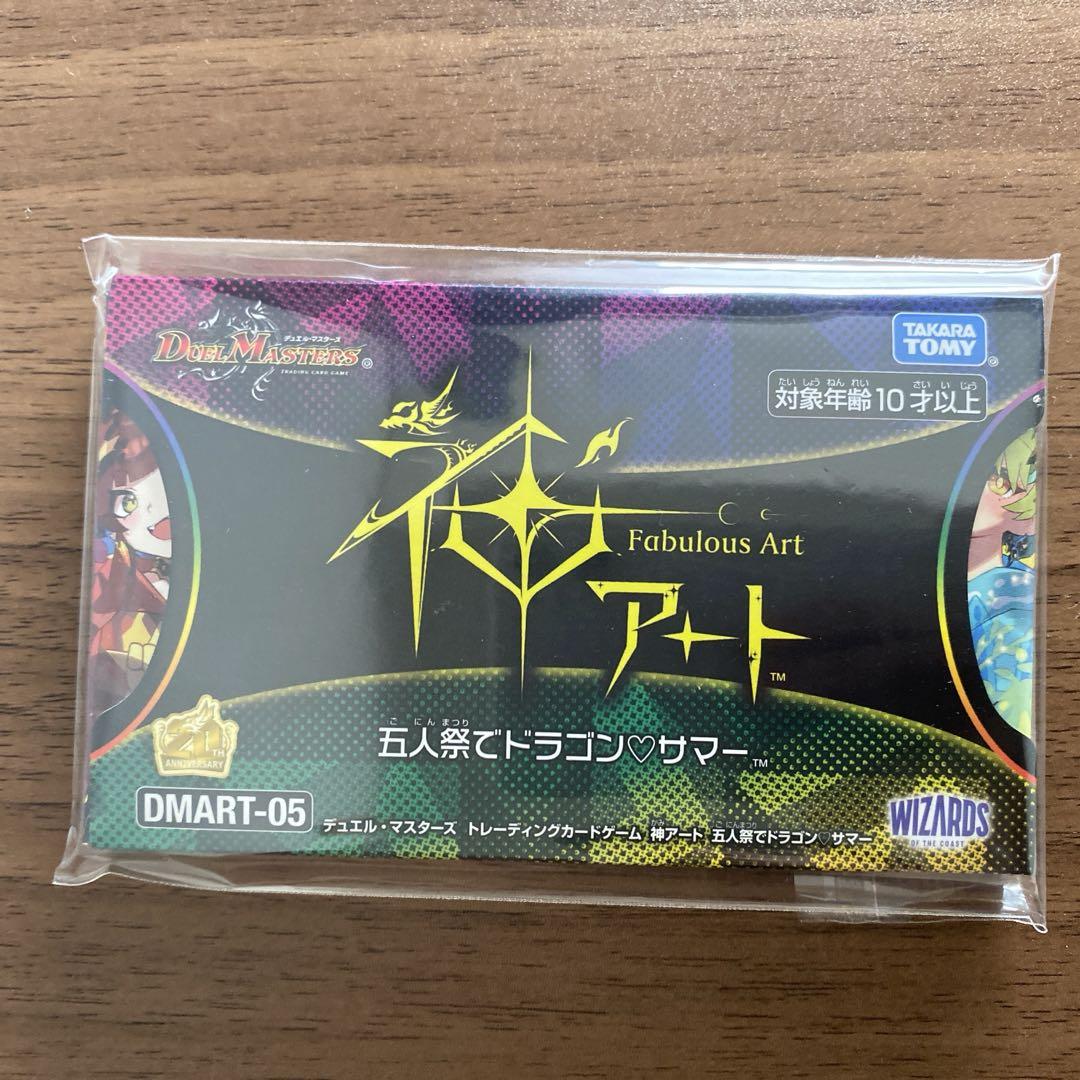 デュエル・マスターズ
DUEL MASTERS
TRADING CARD GAME
TAKARA TOMY
たいしょうねんれい さいいじょう
対象年齢10才以上
神アート
Fabulous Art
TM
ごにんまつり
五人祭でドラゴン♡サマー™
20TH
ANNIVERSARY
DMART-05
かみ ごにんまつり
デュエル・マスターズ トレーディングカードゲーム 神アート 五人祭でドラゴン♡サマー
WIZARDS
OF THE COAST